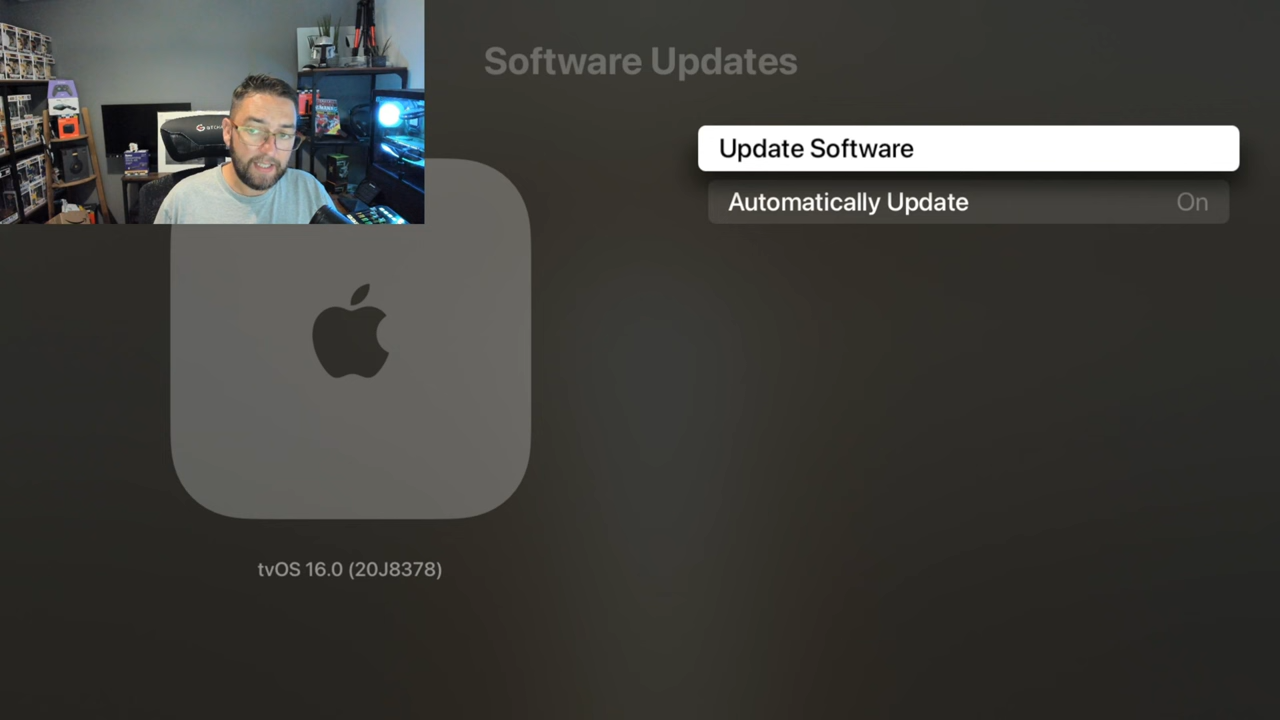 Software Updates
Update Software
Automatically Update On
tvOS 16.0 (20J8378)